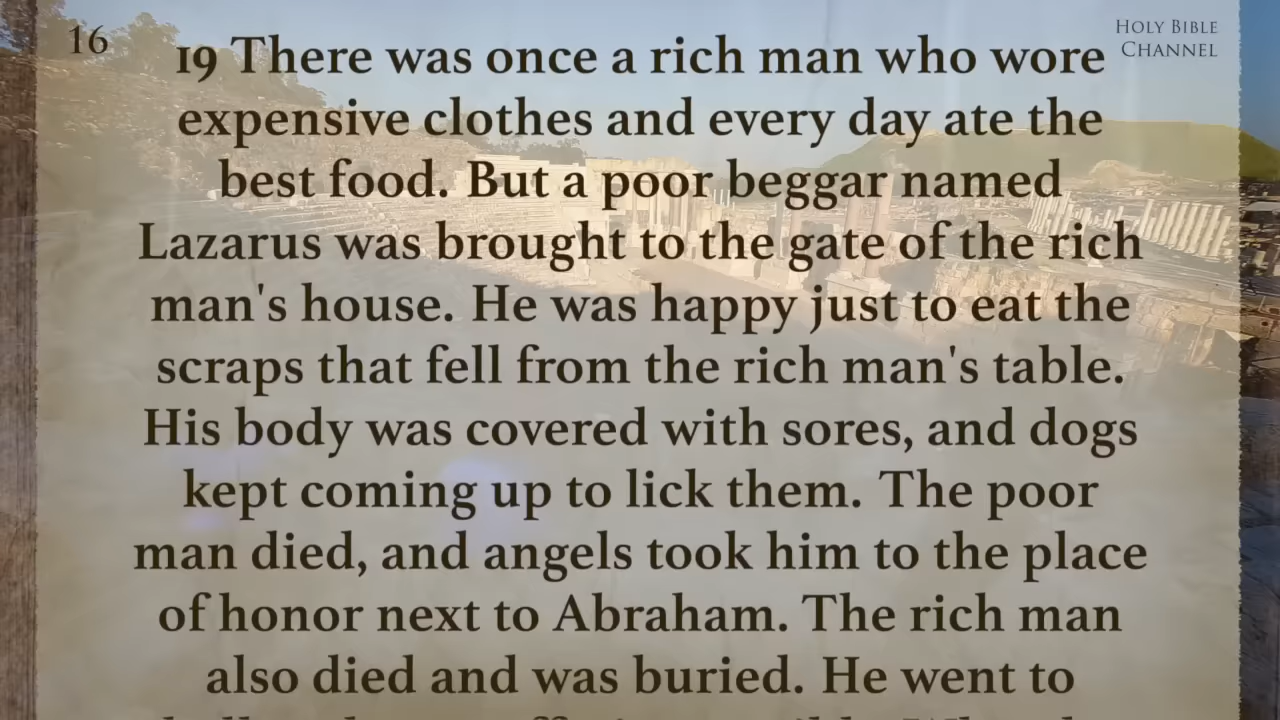 16
HOLY BIBLE
CHANNEL
19 There was once a rich man who wore
expensive clothes and every day ate the
best food. But a poor beggar named
Lazarus was brought to the gate of the rich
man's house. He was happy just to eat the
scraps that fell from the rich man's table.
His body was covered with sores, and dogs
kept coming up to lick them. The poor
man died, and angels took him to the place
of honor next to Abraham. The rich man
also died and was buried. He went to